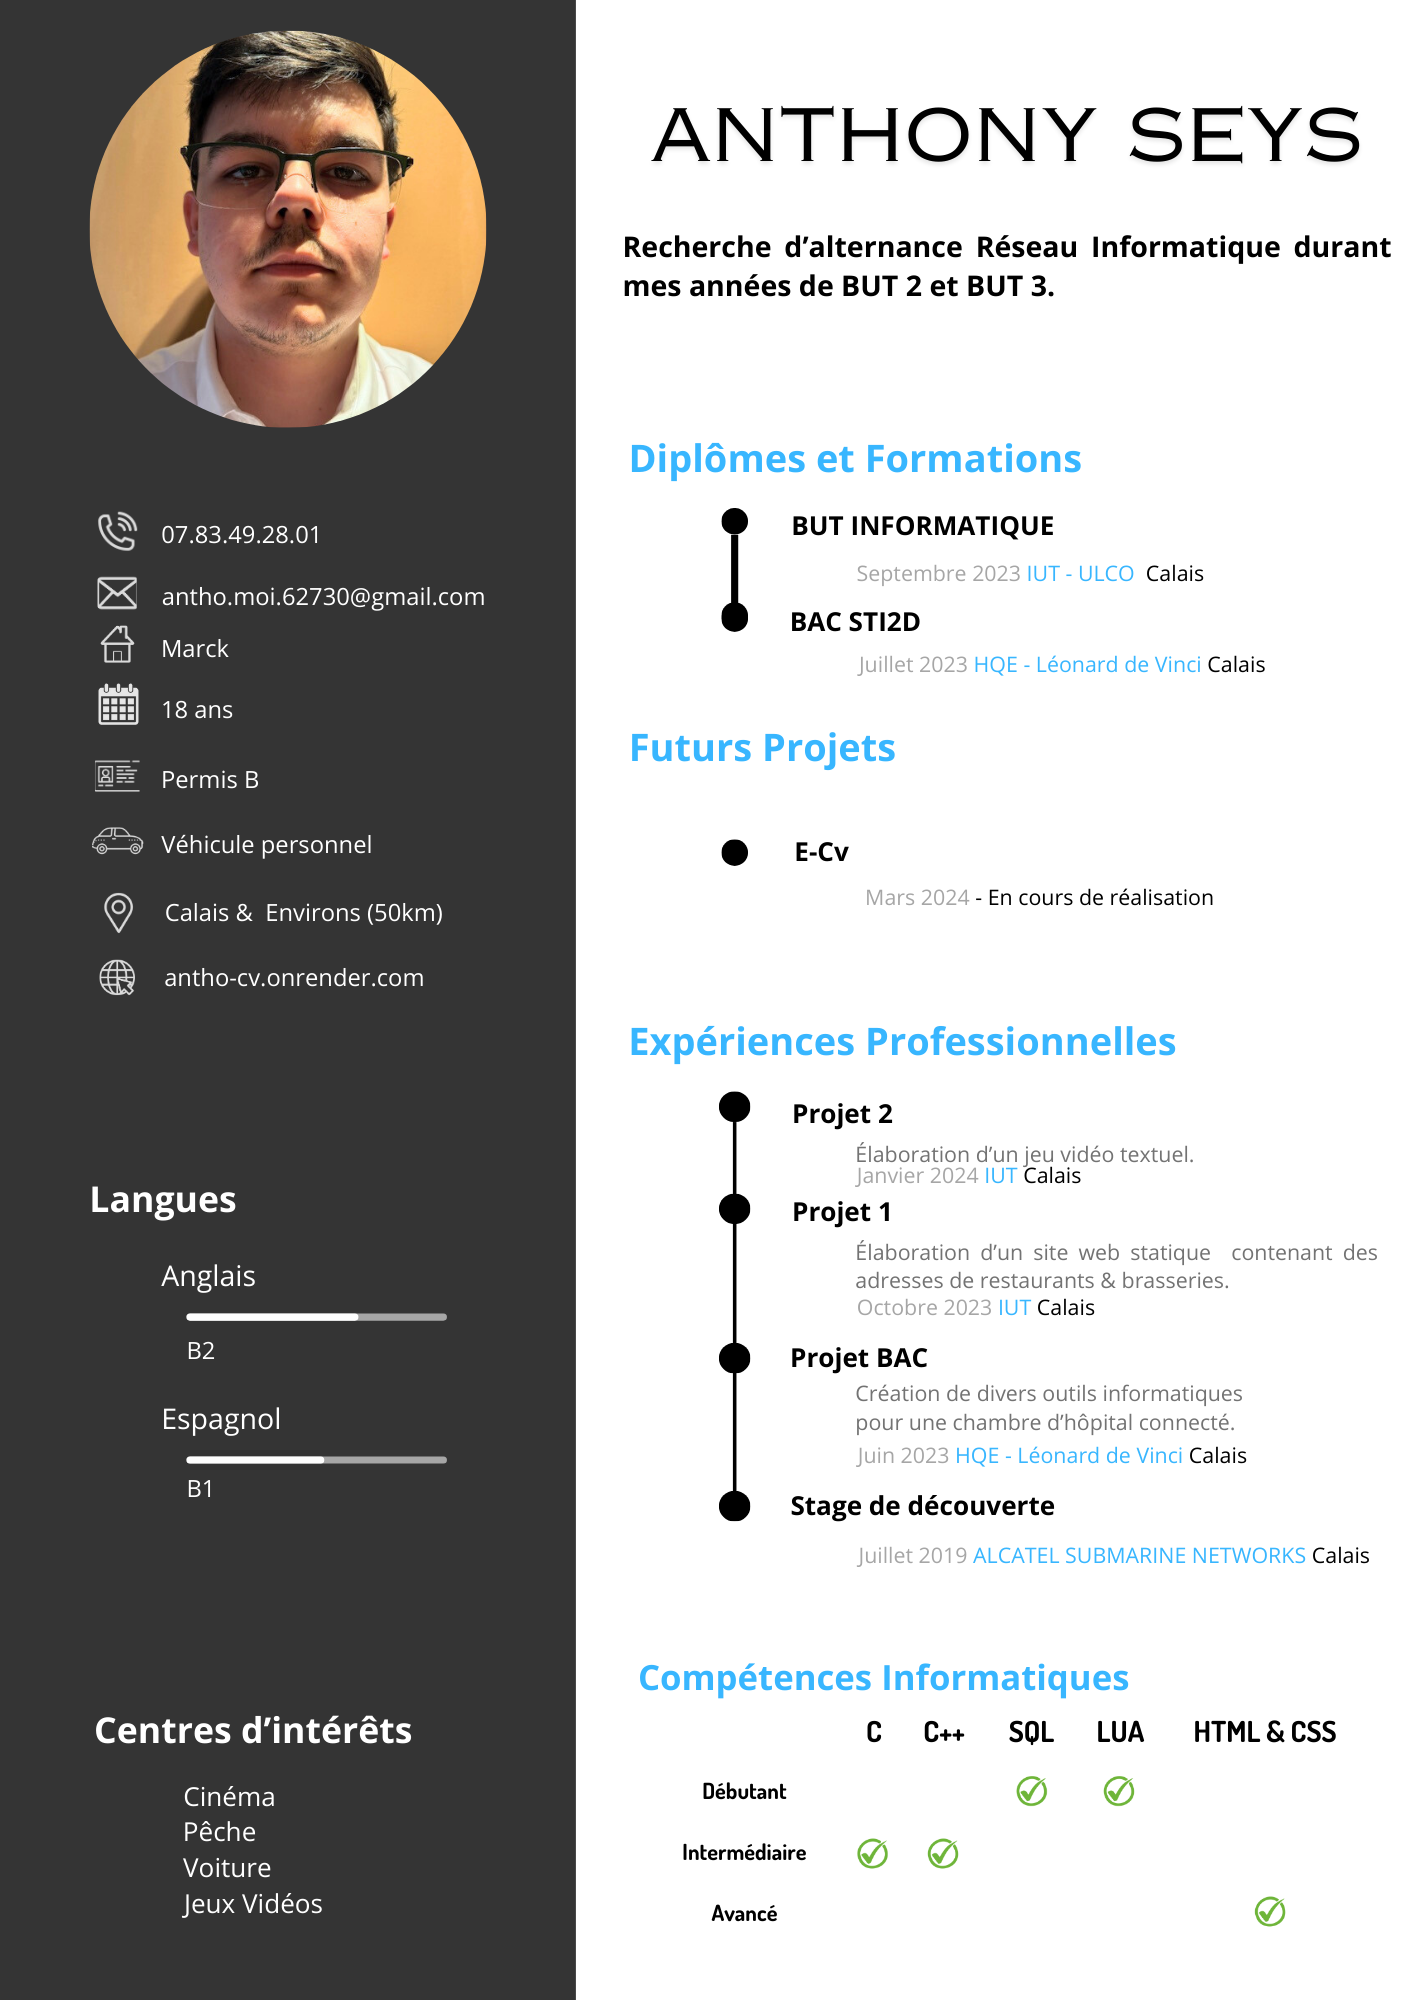 07.83.49.28.01
antho.moi.62730@gmail.com
Marck
18 ans
Permis B
Véhicule personnel
Calais & Environs (50km)
antho-cv.onrender.com
Langues
Anglais
B2
Espagnol
B1
Centres d’intérêts
Cinéma
Pêche
Voiture
Jeux Vidéos
ANTHONY SEYS
Recherche d’alternance Réseau Informatique durant
mes années de BUT 2 et BUT 3.
Diplômes et Formations
BUT INFORMATIQUE
Septembre 2023 IUT - ULCO Calais
BAC STI2D
Juillet 2023 HQE - Léonard de Vinci Calais
Futurs Projets
E-Cv
Mars 2024 - En cours de réalisation
Expériences Professionnelles
Projet 2
Élaboration d’un jeu vidéo textuel.
Janvier 2024 IUT Calais
Projet 1
Élaboration d’un site web statique contenant des
adresses de restaurants & brasseries.
Octobre 2023 IUT Calais
Projet BAC
Création de divers outils informatiques
pour une chambre d’hôpital connecté.
Juin 2023 HQE - Léonard de Vinci Calais
Stage de découverte
Juillet 2019 ALCATEL SUBMARINE NETWORKS Calais
Compétences Informatiques
C C++ SQL LUA HTML & CSS
Débutant
Intermédiaire
Avancé